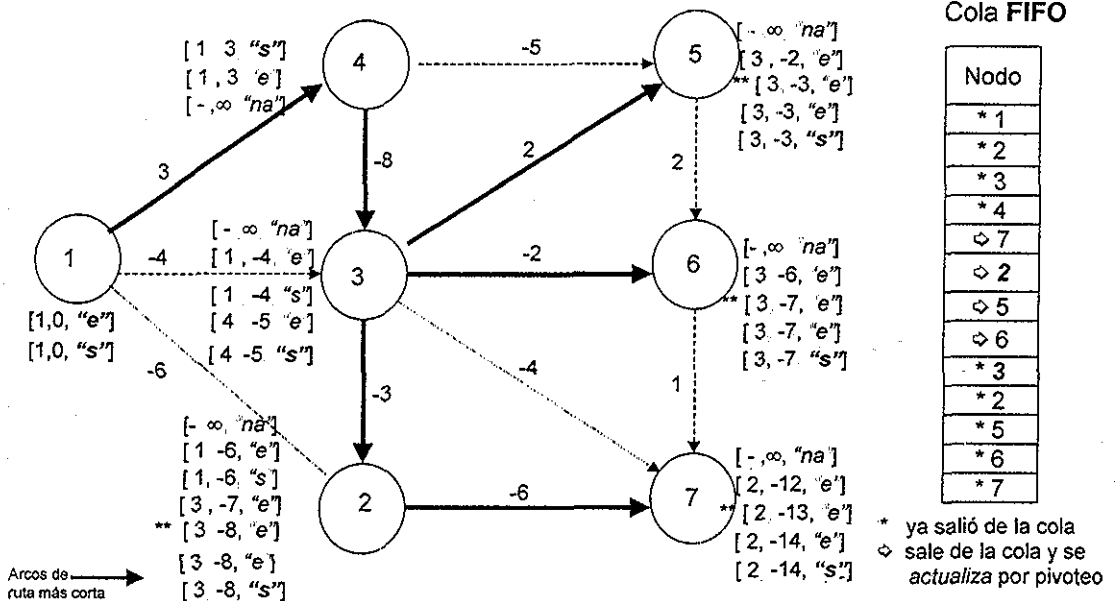 Cola FIFO
Nodo
* 1
* 2
* 3
* 4
➪ 7
➪ 2
➪ 5
➪ 6
* 3
* 2
* 5
* 6
* 7
* ya salió de la cola
➪ sale de la cola y se
actualiza por pivoteo
[1 3 "s"]
[1 , 3 "e"]
[- ,∞ "na"]
4
-5
5
[- ∞ "na"]
[3 , -2, "e"]
** [3, -3, "e"]
[3, -3, "e"]
[3, -3, "s"]
3
-8
2
2
1
[1,0, "e"]
[1,0, "s"]
-4
[- ∞ "na"]
[1 , -4, "e"]
3
[1 -4 "s"]
[4 -5 "e"]
[4 -5 "s"]
-2
6
[- ,∞ "na"]
[3 -6, "e"]
** [3, -7, "e"]
[3, -7, "e"]
[3, -7 "s"]
-6
-3
-4
1
[- ∞, "na"]
[1 -6, "e"]
[1, -6, "s"]
[3 , -7, "e"]
** [3 -8, "e"]
[3 -8, "e"]
[3 -8, "s"]
2
-6
7
[- ,∞, "na"]
[2, -12, "e"]
** [2, -13, "e"]
[2, -14, "e"]
[2 -14, "s"]
Arcos de
ruta más corta